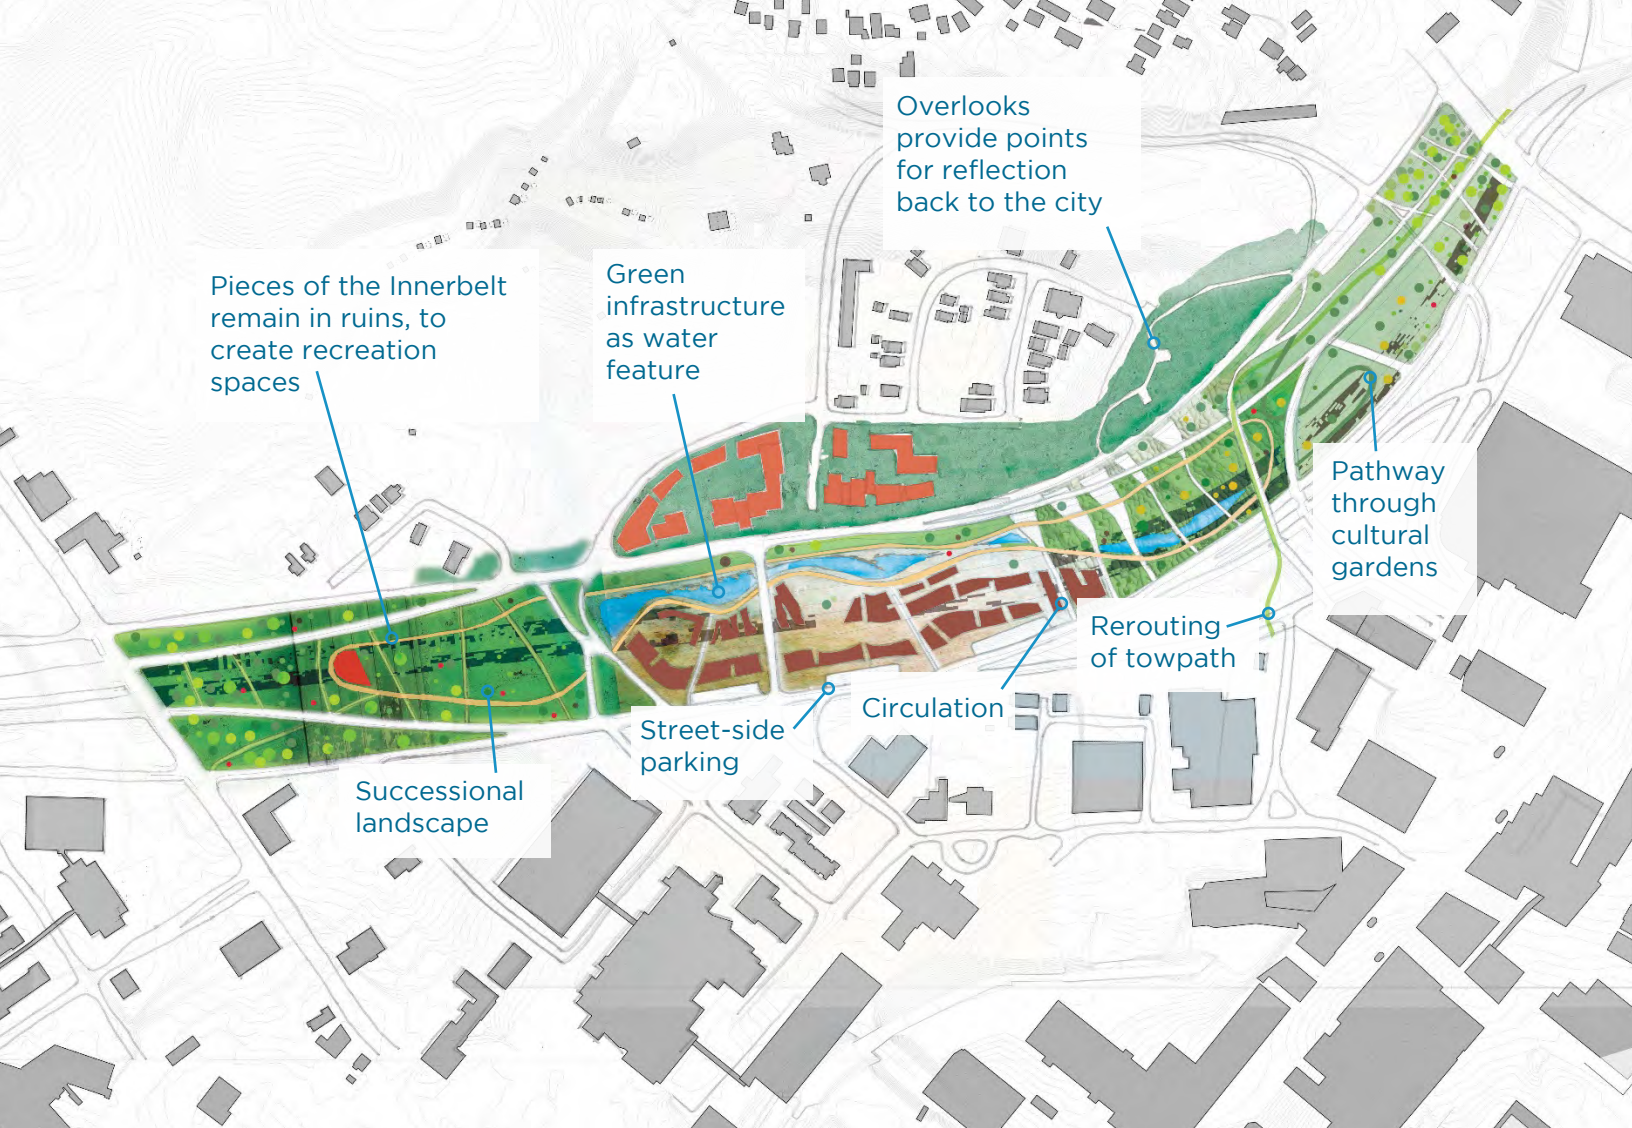 Overlooks
provide points
for reflection
back to the city
Pieces of the Innerbelt
remain in ruins, to
create recreation
spaces
Green
infrastructure
as water
feature
Pathway
through
cultural
gardens
Rerouting
of towpath
Circulation
Street-side
parking
Successional
landscape